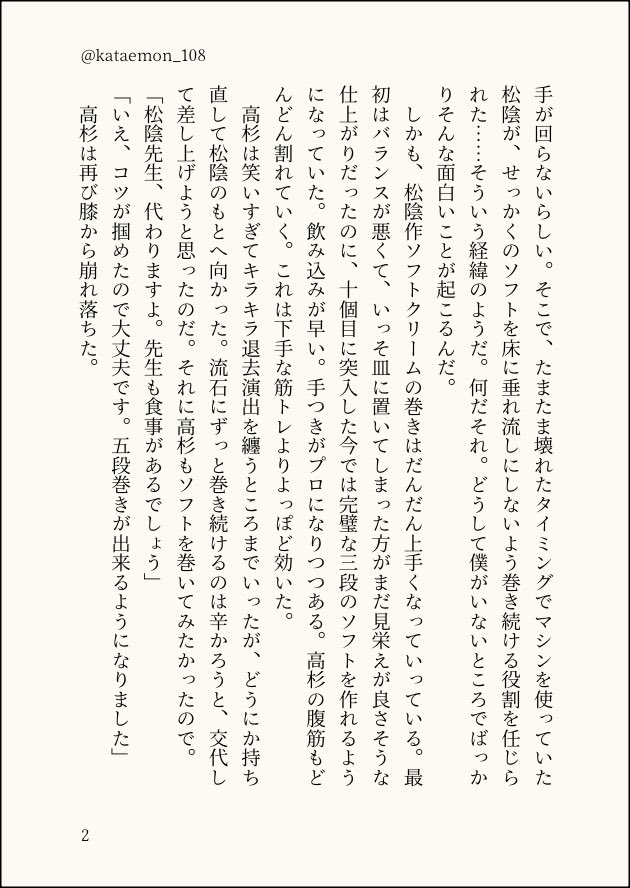 @kataemon_108
手が回らないらしい。そこで、たまたま壊れたタイミングでマシンを使っていた
松陰が、せっかくのソフトを床に垂れ流しにしないよう巻き続ける役割を任じら
れた……そういう経緯のようだ。何だそれ。どうして僕がいないところでばっか
りそんな面白いことが起こるんだ。
　しかも、松陰作ソフトクリームの巻きはだんだん上手くなっていっている。最
初はバランスが悪くて、いっそ皿に置いてしまった方がまだ見栄えが良さそうな
仕上がりだったのに、十個目に突入した今では完璧な三段のソフトを作れるよう
になっていた。飲み込みが早い。手つきがプロになりつつある。高杉の腹筋もど
んどん割れていく。これは下手な筋トレよりよっぽど効いた。
　高杉は笑いすぎてキラキラ退去演出を纏うところまでいったが、どうにか持ち
直して松陰のもとへ向かった。流石にずっと巻き続けるのは辛かろうと、交代し
て差し上げようと思ったのだ。それに高杉もソフトを巻いてみたかったので。
「松陰先生、代わりますよ。先生も食事があるでしょう」
「いえ、コツが掴めたので大丈夫です。五段巻きが出来るようになりました」
　高杉は再び膝から崩れ落ちた。
2